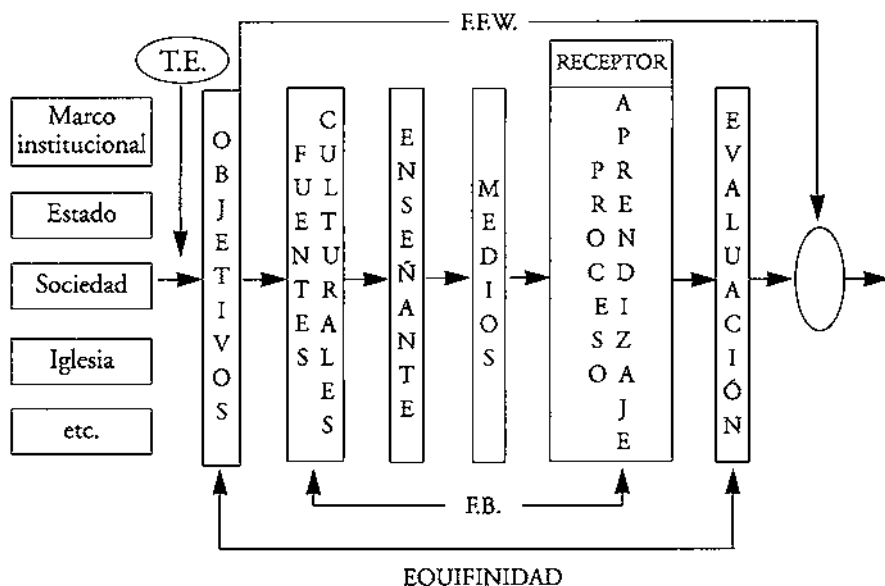 F.F.W.
T.E.
RECEPTOR
Marco
institucional
Estado
Sociedad
Iglesia
etc.
OBJETIVOS
FUENTES
CULTURALES
ENSEÑANTE
MEDIOS
PROCESO
APRENDIZAJE
EVALUACIÓN
F.B.
EQUIFINIDAD